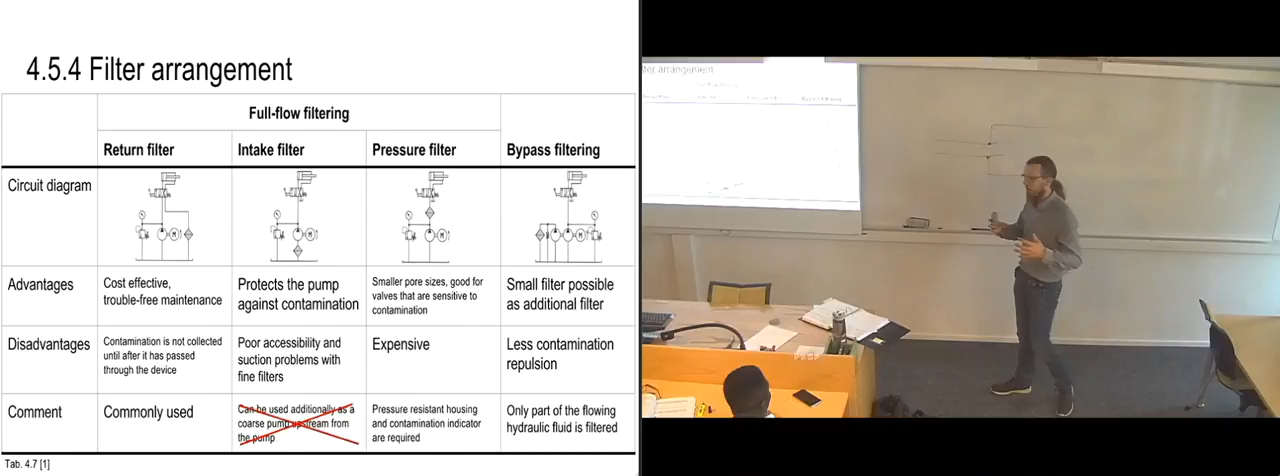 4.5.4 Filter arrangement
Full-flow filtering
Return filter
Intake filter
Pressure filter
Bypass filtering
Circuit diagram
Advantages
Cost effective,
trouble-free maintenance
Protects the pump
against contamination
Smaller pore sizes, good for
valves that are sensitive to
contamination
Small filter possible
as additional filter
Disadvantages
Contamination is not collected
until after it has passed
through the device
Poor accessibility and
suction problems with
fine filters
Expensive
Less contamination
repulsion
Comment
Commonly used
Can be used additionally as a
coarse pump upstream from
the pump
Pressure resistant housing
and contamination indicator
are required
Only part of the flowing
hydraulic fluid is filtered
Tab. 4.7 [1]